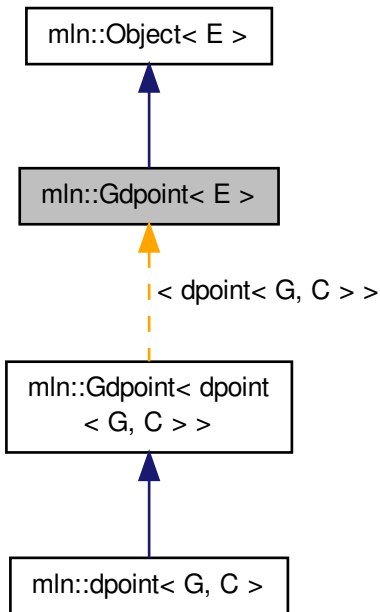 mln::Object< E >
mln::Gdpoint< E >
< dpoint< G, C > >
mln::Gdpoint< dpoint
< G, C > >
mln::dpoint< G, C >